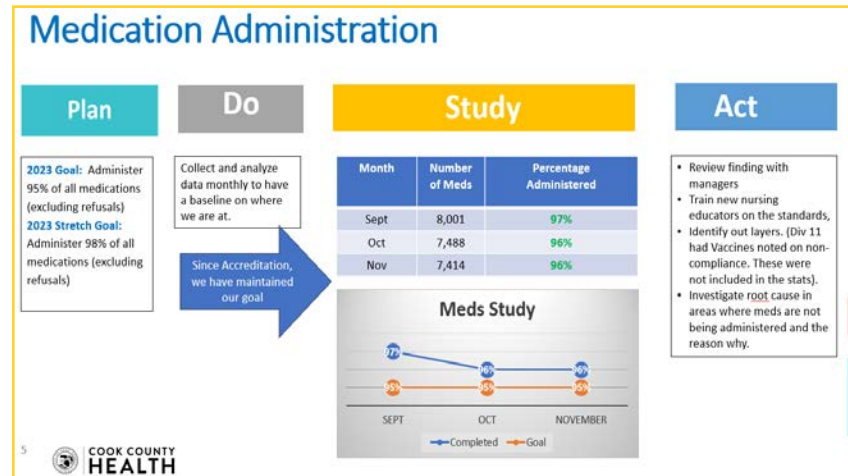 Medication Administration
Plan
Do
Study
Act
2023 Goal: Administer
95% of all medications
(excluding refusals)
2023 Stretch Goal:
Administer 98% of all
medications (excluding
refusals)
Collect and analyze
data monthly to have
a baseline on where
we are at.
Since Accreditation,
we have maintained
our goal
Month Number of Meds Percentage Administered
Sept 8,001 97%
Oct 7,488 96%
Nov 7,414 96%
Meds Study
97% 96% 96%
95% 95% 95%
SEPT OCT NOVEMBER
Completed Goal
• Review finding with
managers
• Train new nursing
educators on the standards,
• Identify out layers. (Div 11
had Vaccines noted on non-
compliance. These were
not included in the stats).
• Investigate root cause in
areas where meds are not
being administered and the
reason why.
5
COOK COUNTY
HEALTH